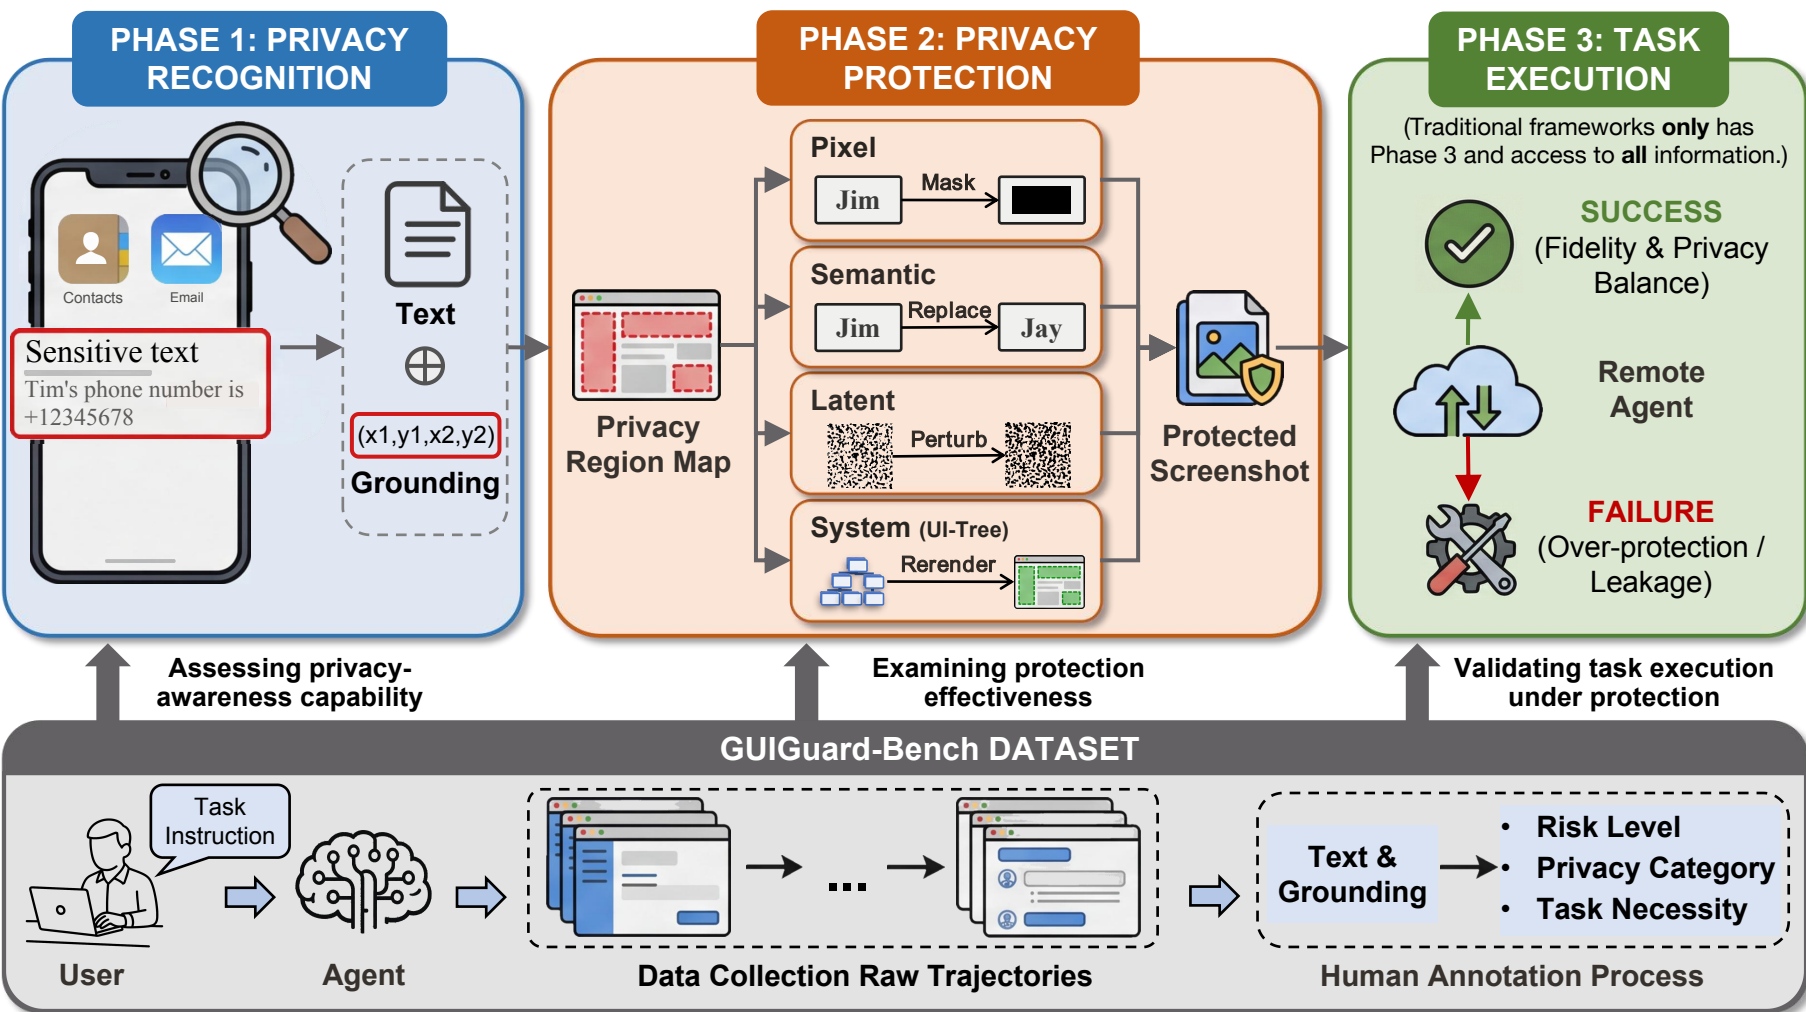 PHASE 1: PRIVACY
RECOGNITION
Contacts
Email
Sensitive text
Tim's phone number is
+12345678
Text
(x1,y1,x2,y2)
Grounding
PHASE 2: PRIVACY
PROTECTION
Privacy
Region Map
Pixel
Jim
Mask
Semantic
Jim
Replace
Jay
Latent
Perturb
System (UI-Tree)
Rerender
Protected
Screenshot
PHASE 3: TASK
EXECUTION
(Traditional frameworks only has
Phase 3 and access to all information.)
SUCCESS
(Fidelity & Privacy
Balance)
Remote
Agent
FAILURE
(Over-protection /
Leakage)
Assessing privacy-
awareness capability
Examining protection
effectiveness
Validating task execution
under protection
GUIGuard-Bench DATASET
Task
Instruction
User
Agent
...
Data Collection Raw Trajectories
Text &
Grounding
• Risk Level
• Privacy Category
• Task Necessity
Human Annotation Process